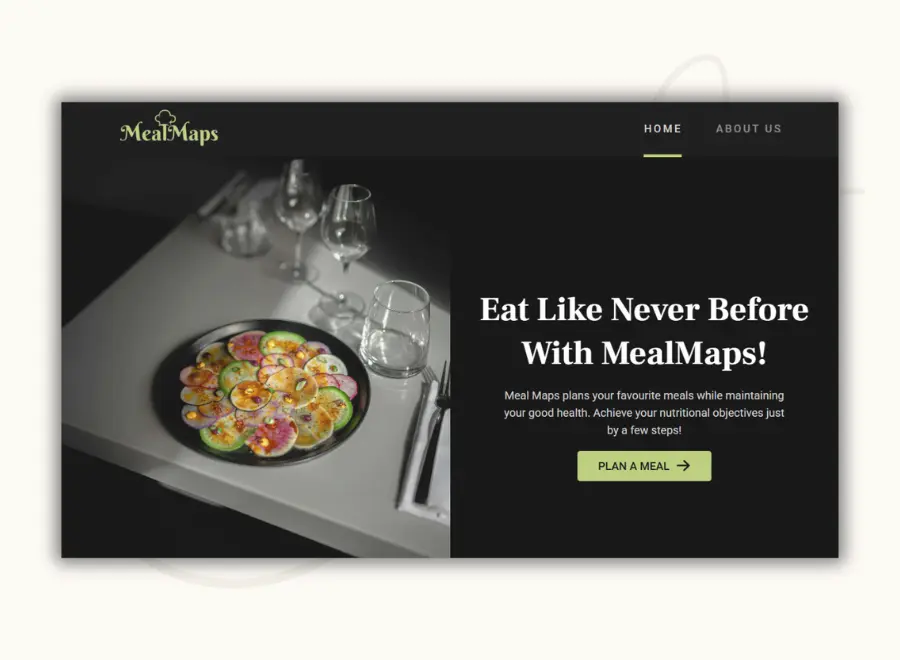 MealMaps
HOME
ABOUT US
Eat Like Never Before
With MealMaps!
Meal Maps plans your favourite meals while maintaining
your good health. Achieve your nutritional objectives just
by a few steps!
PLAN A MEAL